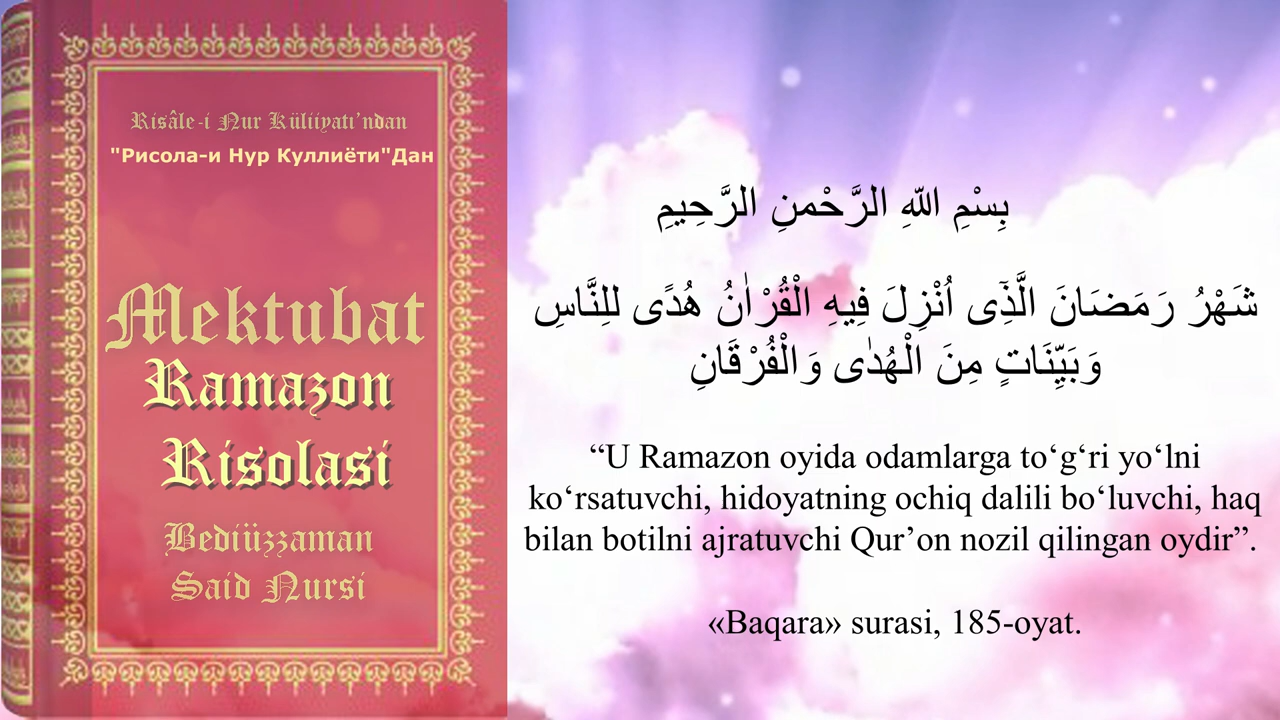 Risâle-i Nur Küliiyatı'ndan
"Рисола-и Нур Куллиёти"Дан
Mektubat
Ramazon
Risolasi
Bediüzzaman
Said Nursi
بِسْمِ اللّٰهِ الرَّحْمنِ الرَّحِيمِ
شَهْرُ رَمَضَانَ الَّذِٓى اُنْزِلَ فِيهِ الْقُرْاٰنُ هُدًى لِلنَّاسِ
وَبَيِّنَاتٍ مِنَ الْهُدٰى وَالْفُرْقَانِ
“U Ramazon oyida odamlarga to‘g‘ri yo‘lni
ko‘rsatuvchi, hidoyatning ochiq dalili bo‘luvchi, haq
bilan botilni ajratuvchi Qur’on nozil qilingan oydir”.
«Baqara» surasi, 185-oyat.